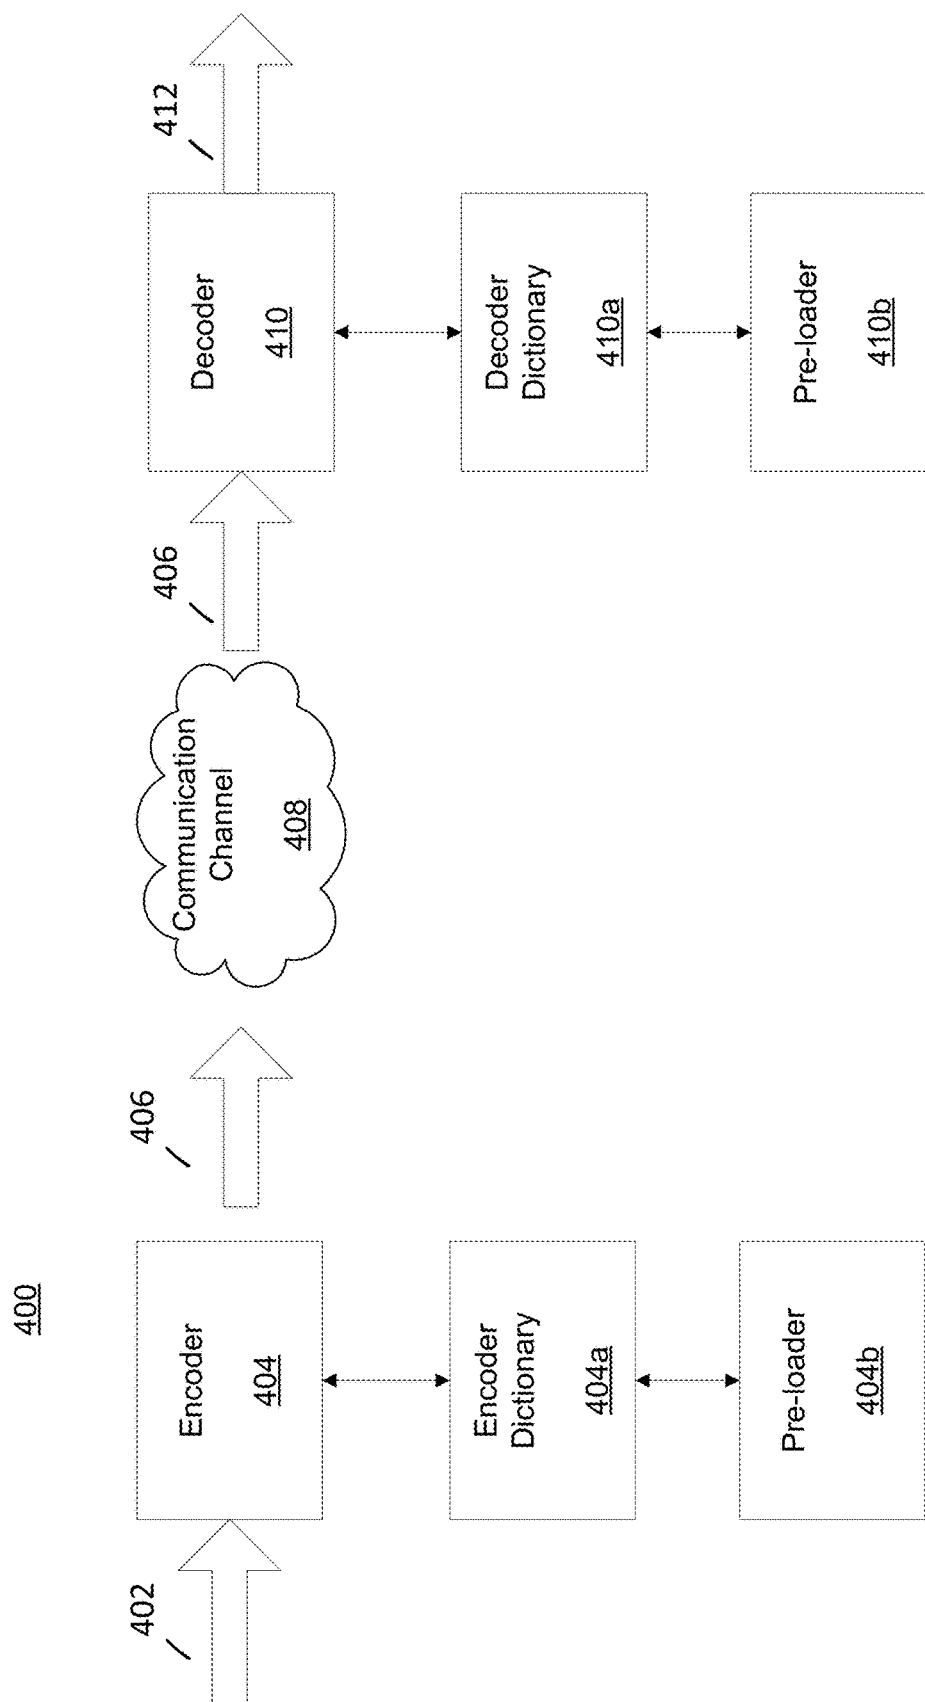 400
402
Encoder
404
Encoder
Dictionary
404a
Pre-loader
404b
406
Communication
Channel
408
406
Decoder
410
Decoder
Dictionary
410a
Pre-loader
410b
412